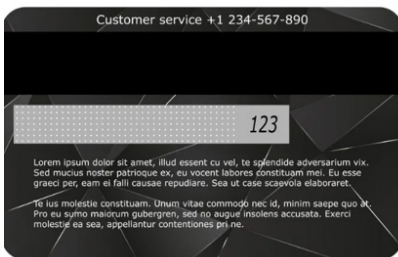 Customer service +1 234-567-890
123
Lorem ipsum dolor sit amet, illud essent cu vel, te splendide adversarium vix.
Sed mucius noster patrioque ex, eu vocent labores constituam mei. Eu esse
graeci per, eam ei falli causae repudiare. Sea ut case scaevola elaboraret.
Te ius molestie constituam. Unum vitae commodo nec id, minim saepe quo at.
Pro eu sumo maiorum gubergren, sed no augue insolens accusata. Exerci
molestie ea sea, appellantur contentiones pri ne.